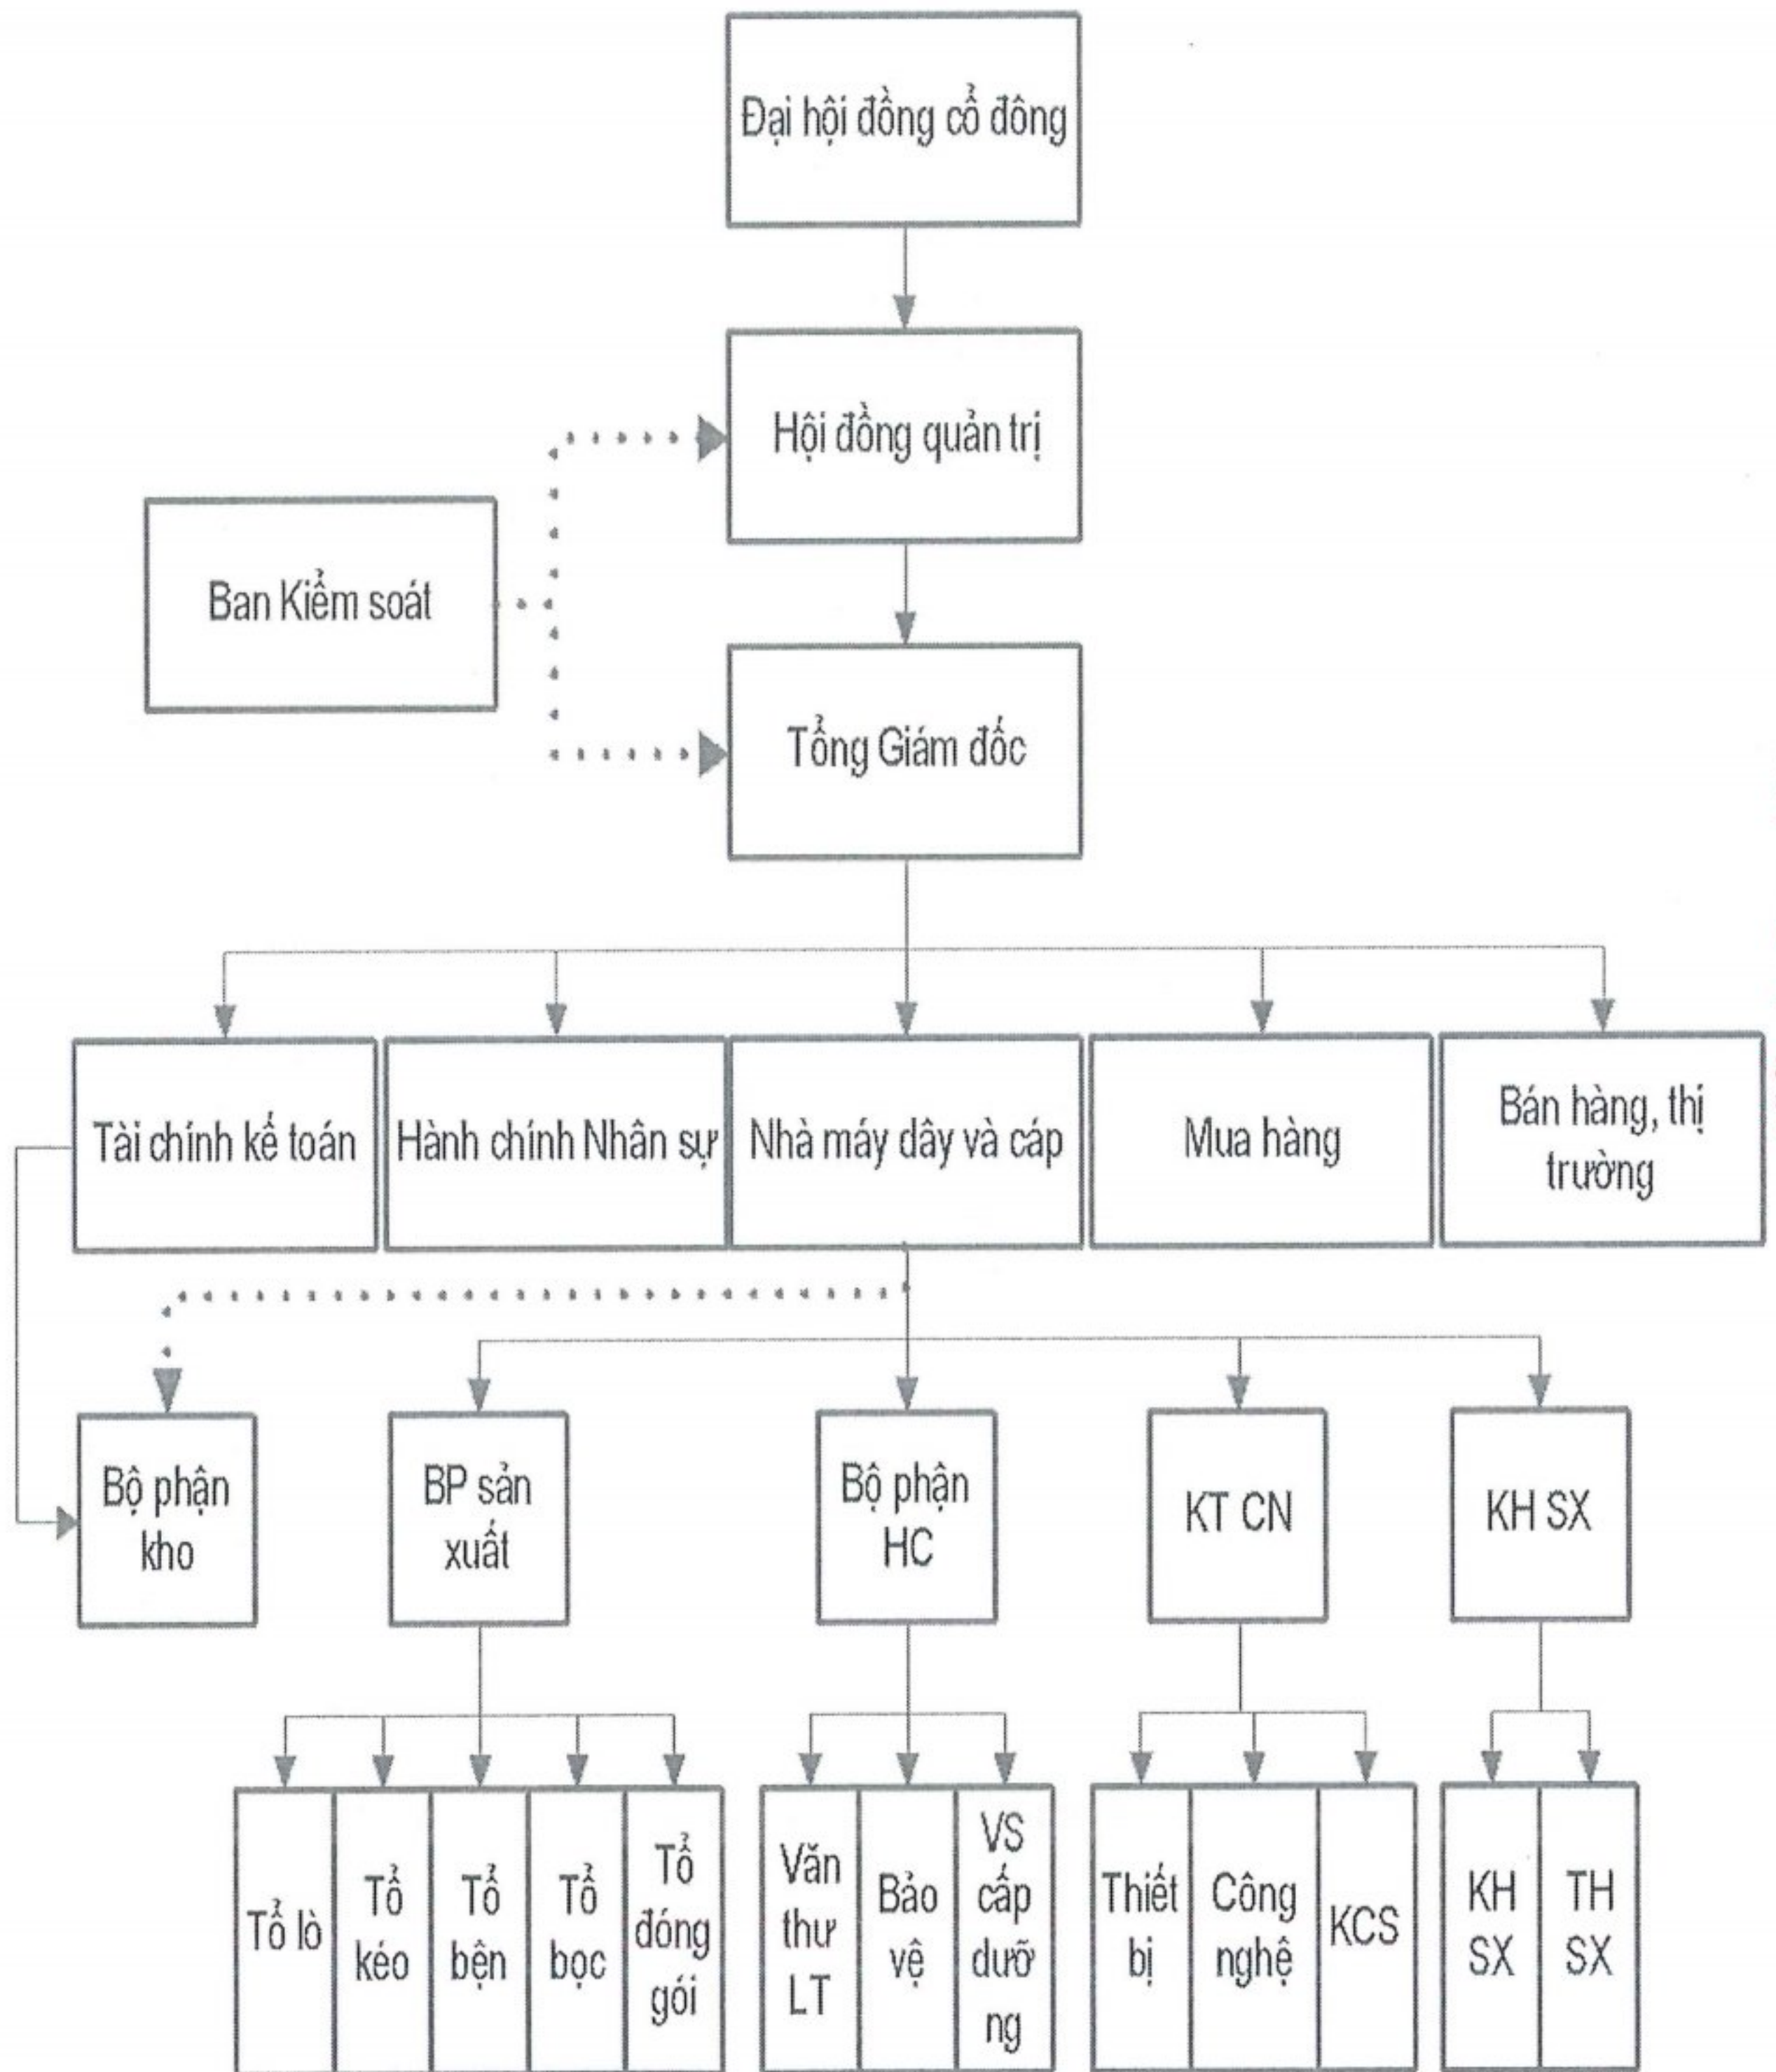 Đại hội đồng cổ đông
Hội đồng quản trị
Ban Kiểm soát
Tổng Giám đốc
Tài chính kế toán
Hành chính Nhân sự
Nhà máy dây và cáp
Mua hàng
Bán hàng, thị
trường
Bộ phận
kho
BP sản
xuất
Bộ phận
HC
KT CN
KH SX
Tổ lò
Tổ
kéo
Tổ
bện
Tổ
bọc
Tổ
đóng
gói
Văn
thư
LT
Bảo
vệ
VS
cấp
dưỡ
ng
Thiết
bị
Công
nghệ
KCS
KH
SX
TH
SX